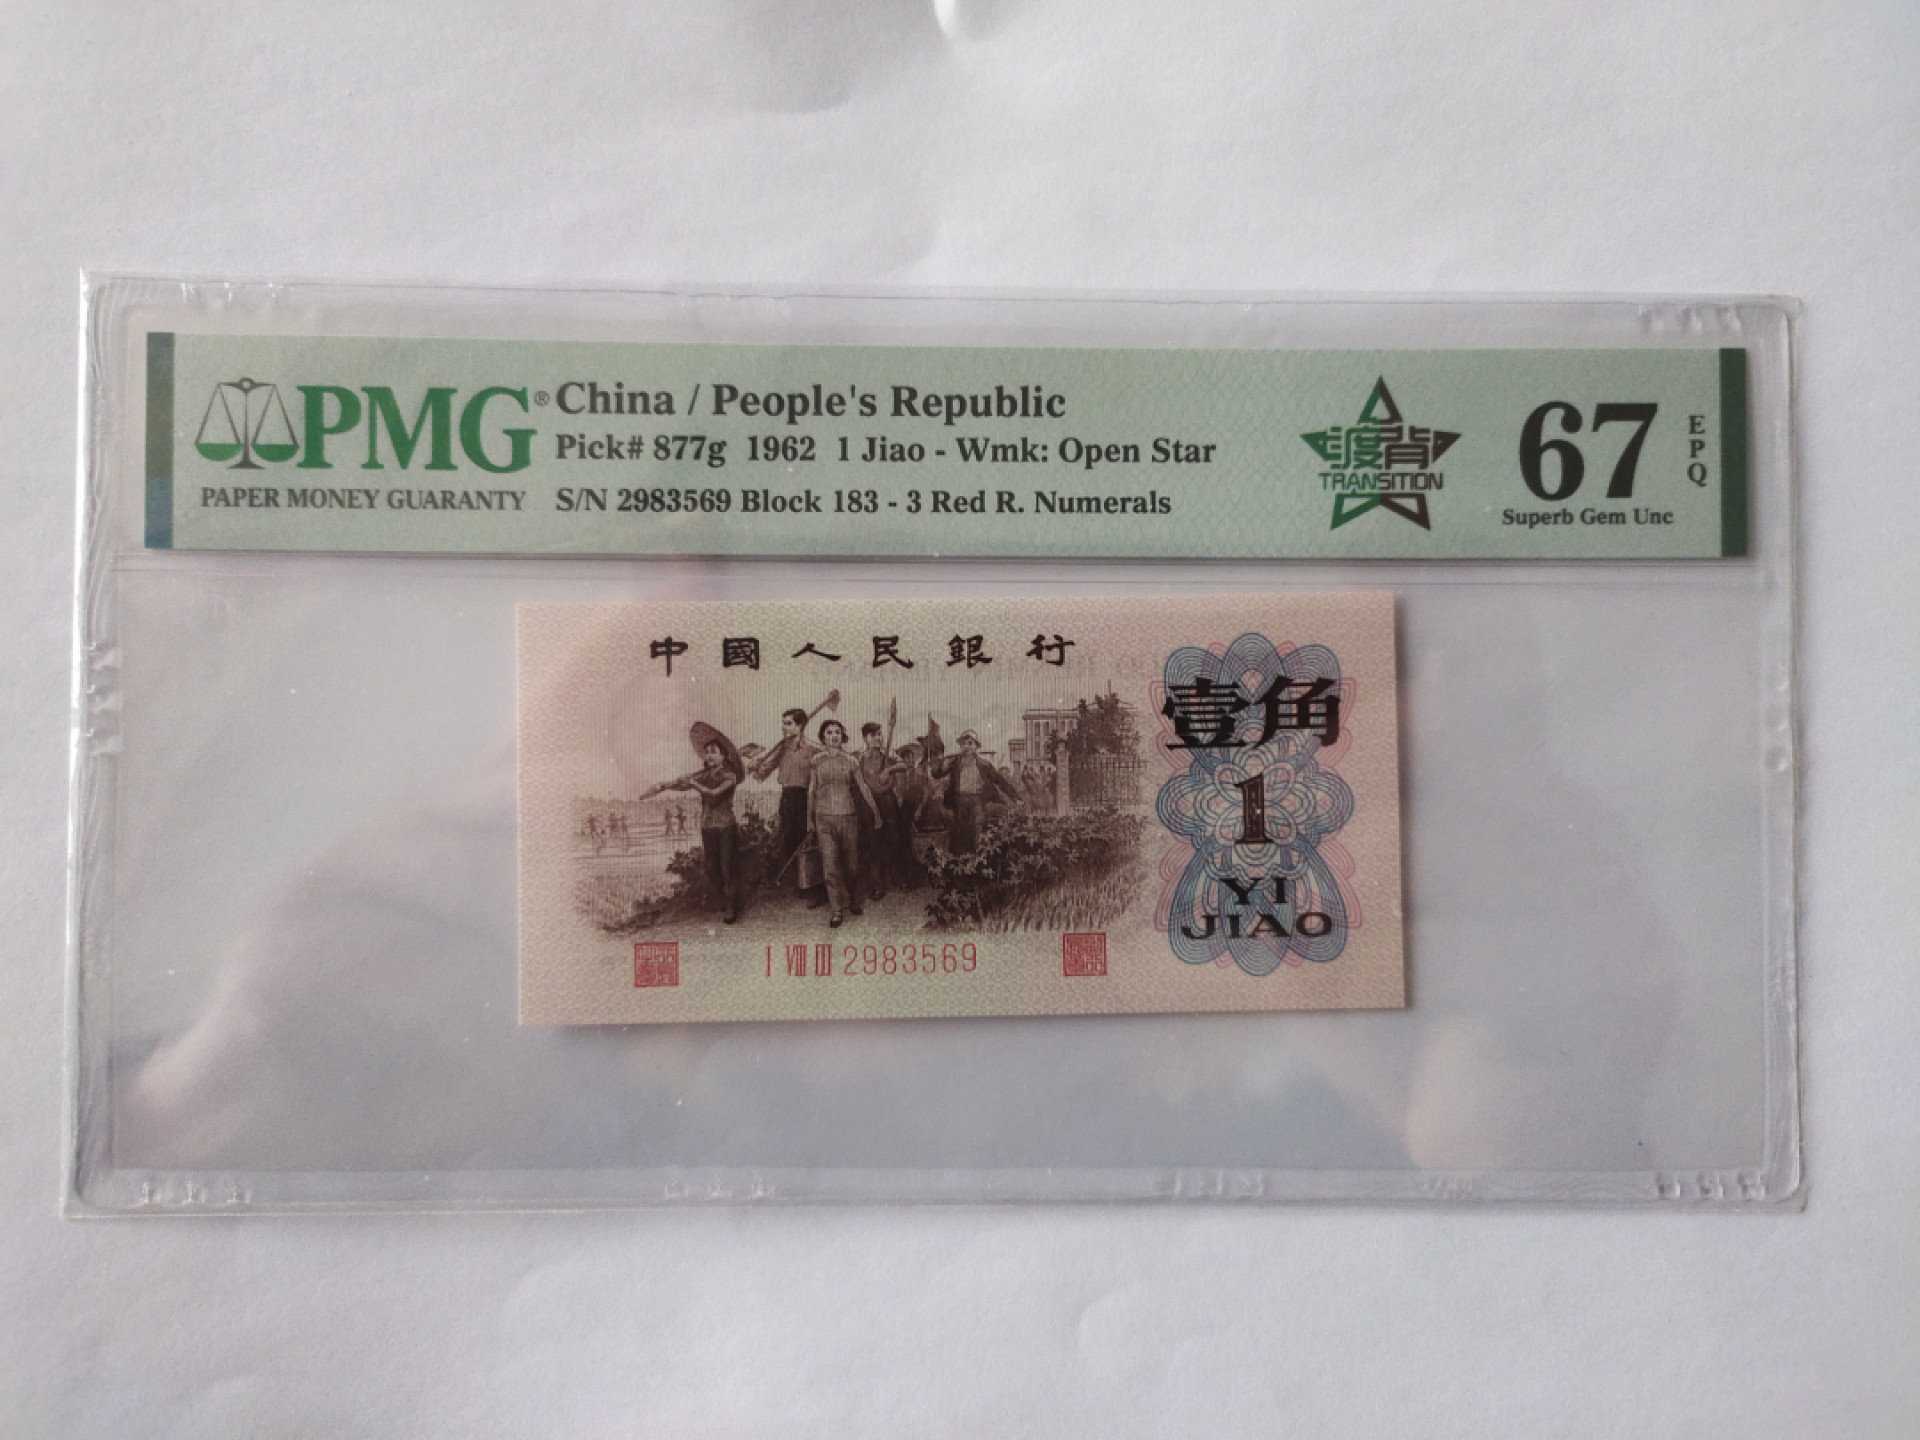 PMG®
PAPER MONEY GUARANTY
China / People's Republic
Pick# 877g 1962 1 Jiao - Wmk: Open Star
S/N 2983569 Block 183 - 3 Red R. Numerals
渡背
TRANSITION
67
EPQ
Superb Gem Unc
中國人民銀行
壹角
1
YI
JIAO
I VIII III 2983569